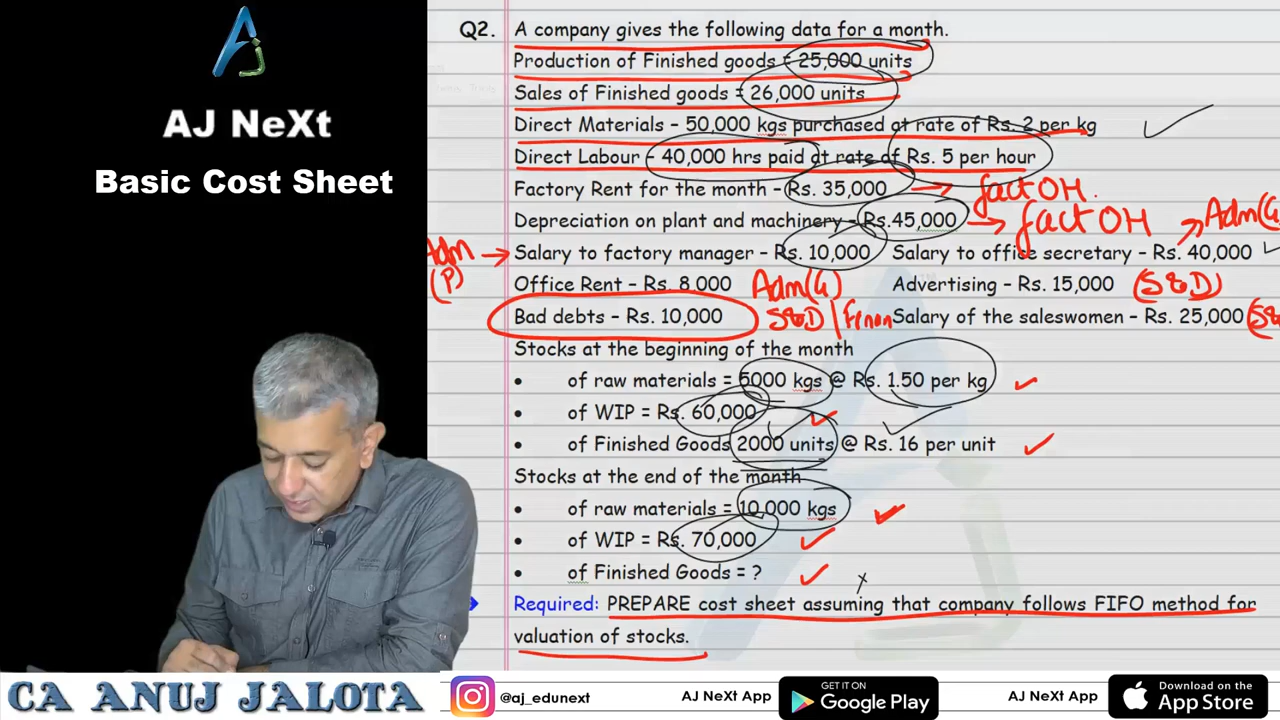 AJ NeXt
Basic Cost Sheet
Q2. A company gives the following data for a month.
Production of Finished goods = 25,000 units
Sales of Finished goods = 26,000 units
Direct Materials – 50,000 kgs purchased at rate of Rs. 2 per kg
Direct Labour – 40,000 hrs paid at rate of Rs. 5 per hour
Factory Rent for the month – Rs. 35,000 → fact OH.
Depreciation on plant and machinery – Rs.45,000 → fact OH Adm(G
Adm (P) → Salary to factory manager – Rs. 10,000 Salary to office secretary – Rs. 40,000
Office Rent – Rs. 8,000 Adm(G) Advertising – Rs. 15,000 (S&D)
Bad debts – Rs. 10,000 S&D | Finan Salary of the saleswomen – Rs. 25,000 (S&
Stocks at the beginning of the month
• of raw materials = 5000 kgs @ Rs. 1.50 per kg
• of WIP = Rs. 60,000
• of Finished Goods 2000 units @ Rs. 16 per unit
Stocks at the end of the month
• of raw materials = 10,000 kgs
• of WIP = Rs. 70,000
• of Finished Goods = ?
Required: PREPARE cost sheet assuming that company follows FIFO method for
valuation of stocks.
CA ANUJ JALOTA @aj_edunext AJ NeXt App GET IT ON Google Play AJ NeXt App Download on the App Store